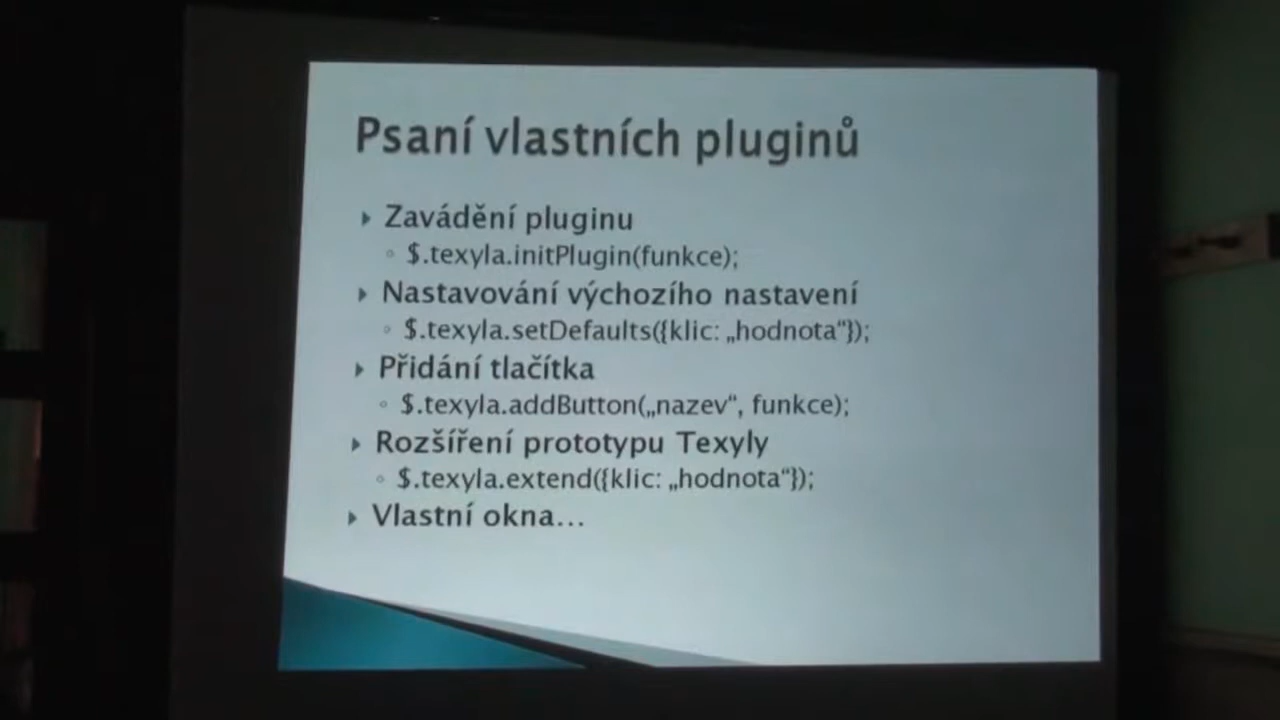 Psaní vlastních pluginů
Zavádění pluginu
$.texyla.initPlugin(funkce);
Nastavování výchozího nastavení
$.texyla.setDefaults({klic: „hodnota“});
Přidání tlačítka
$.texyla.addButton(„nazev“, funkce);
Rozšíření prototypu Texyly
$.texyla.extend({klic: „hodnota“});
Vlastní okna…